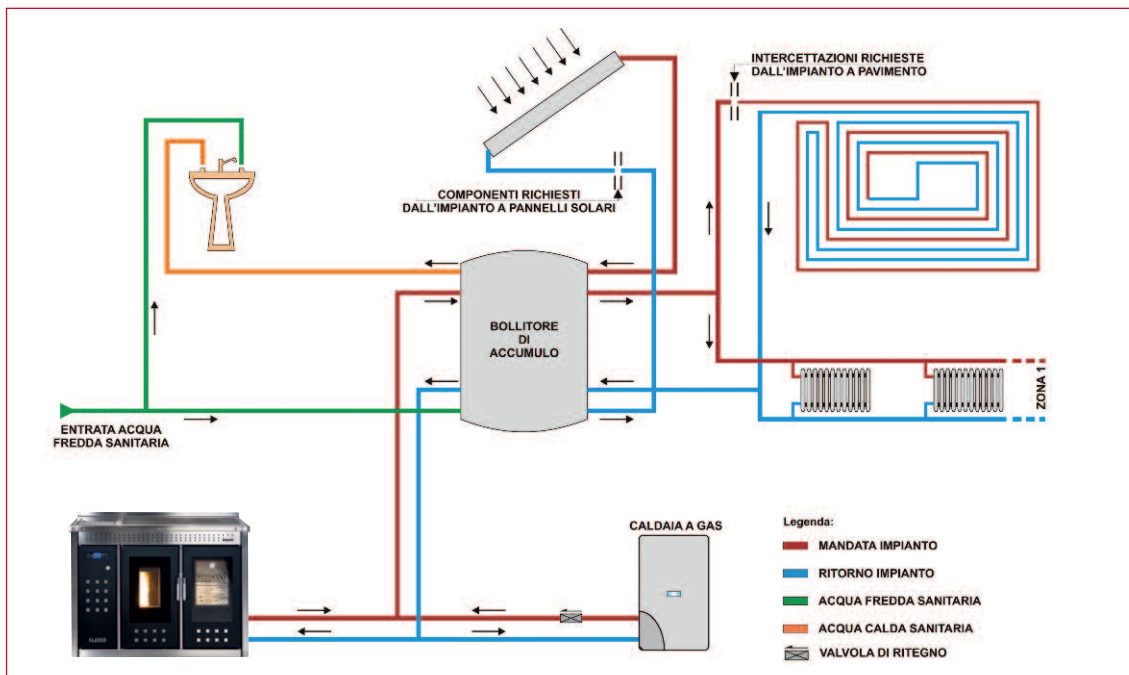 INTERCETTAZIONI RICHIESTE
DALL'IMPIANTO A PAVIMENTO
COMPONENTI RICHIESTI
DALL'IMPIANTO A PANNELLI SOLARI
BOLLITORE
DI
ACCUMULO
ZONA 1
ENTRATA ACQUA
FREDDA SANITARIA
KLOVER
CALDAIA A GAS
Legenda:
MANDATA IMPIANTO
RITORNO IMPIANTO
ACQUA FREDDA SANITARIA
ACQUA CALDA SANITARIA
VALVOLA DI RITEGNO